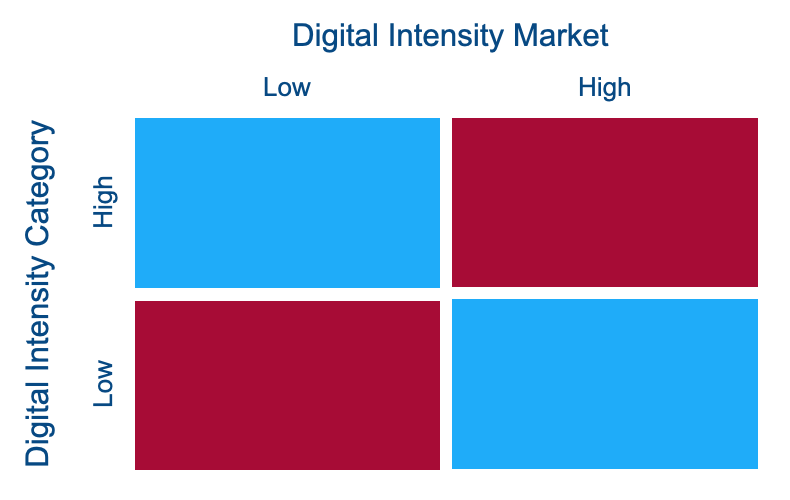 Digital Intensity Market
Low
High
Digital Intensity Category
High
Low